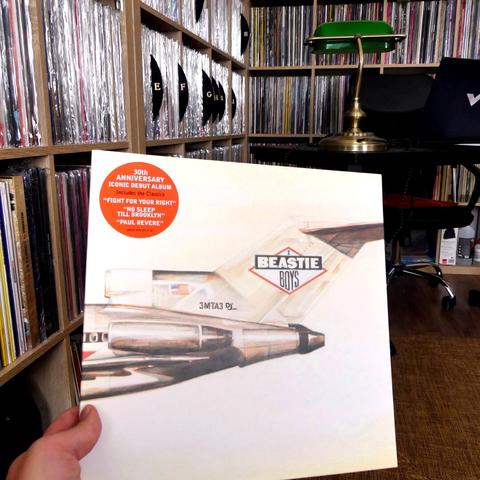 E F G H I
30th
ANNIVERSARY
ICONIC DEBUT ALBUM
Includes the Classics
"FIGHT FOR YOUR RIGHT"
"NO SLEEP
TILL BROOKLYN"
"PAUL REVERE"
BEASTIE
BOYS
3MTA3